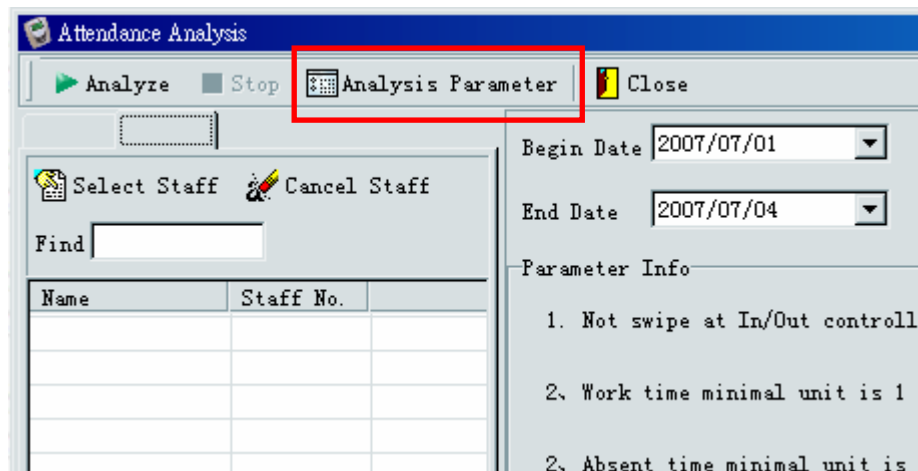 Attendance Analysis
Analyze Stop Analysis Parameter Close
Begin Date 2007/07/01
Select Staff Cancel Staff
End Date 2007/07/04
Find
Parameter Info
Name Staff No.
1. Not swipe at In/Out controll
2、Work time minimal unit is 1
2、Absent time minimal unit is